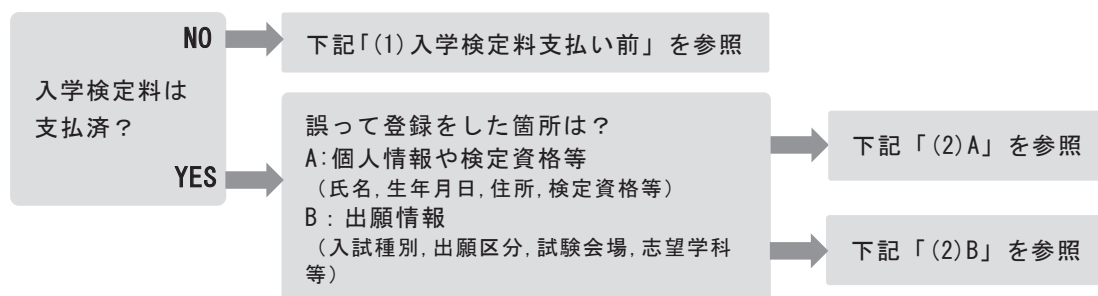 NO
下記「(1)入学検定料支払い前」を参照
入学検定料は
支払済？
YES
誤って登録をした箇所は？
A:個人情報や検定資格等
（氏名,生年月日,住所,検定資格等）
B：出願情報
（入試種別,出願区分,試験会場,志望学科
等）
下記「(2)A」を参照
下記「(2)B」を参照